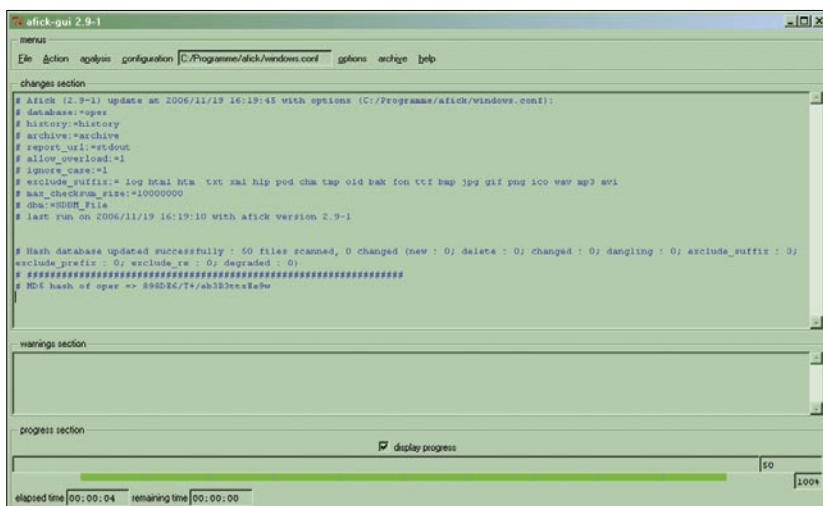 afick-gui 2.9-1
menus
File Action analysis configuration C:/Programme/afick/windows.conf options archive help
changes section
# Afick (2.9-1) update at 2006/11/19 16:19:45 with options (C:/Programme/afick/windows.conf):
# database:=oper
# history:=history
# archive:=archive
# report_url:=stdout
# allow_overload:=1
# ignore_case:=1
# exclude_suffix:= log html htm txt xml hlp pod chm tmp old bak fon ttf bmp jpg gif png ico wav mp3 avi
# max_checksum_size:=10000000
# dbm:=SDBM_File
# last run on 2006/11/19 16:19:10 with afick version 2.9-1
# Hash database updated successfully : 50 files scanned, 0 changed (new : 0; delete : 0; changed : 0; dangling : 0; exclude_suffix : 0;
exclude_prefix : 0; exclude_re : 0; degraded : 0)
# #################################################################
# MD5 hash of oper =>
warnings section
progress section
display progress
50
100%
elapsed time 00:00:04 remaining time 00:00:00